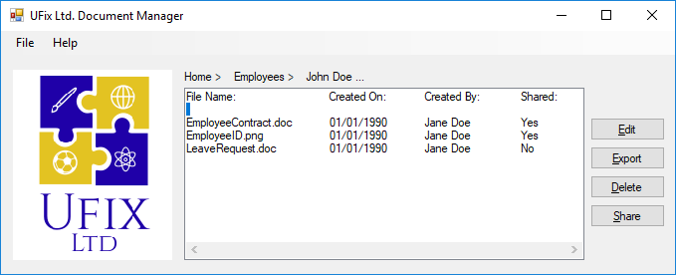 UFix Ltd. Document Manager
File Help
Home > Employees > John Doe ...
File Name: Created On: Created By: Shared:
EmployeeContract.doc 01/01/1990 Jane Doe Yes
EmployeeID.png 01/01/1990 Jane Doe Yes
LeaveRequest.doc 01/01/1990 Jane Doe No
Edit
Export
Delete
Share
UFIX
LTD